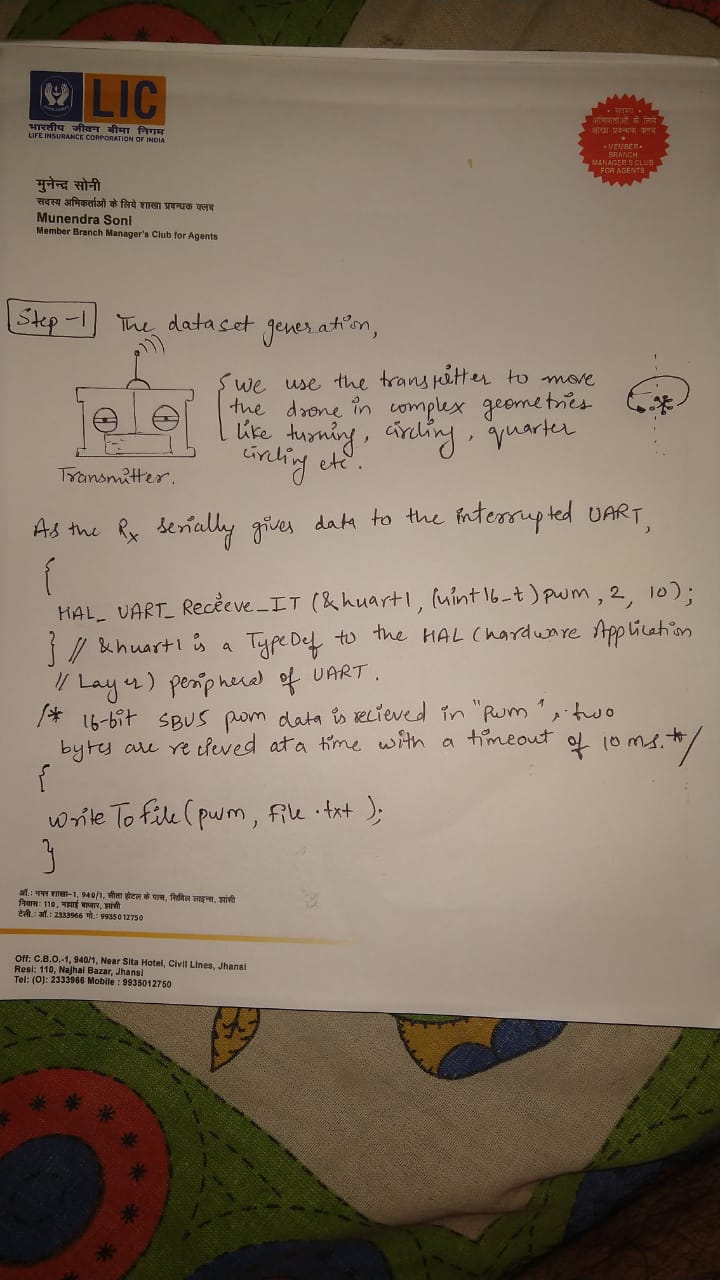 LIC
भारतीय जीवन बीमा निगम
LIFE INSURANCE CORPORATION OF INDIA
सदस्य
अभिकर्ताओं के लिये
शाखा प्रबन्धक क्लब
MEMBER
BRANCH
MANAGER'S CLUB
FOR AGENTS
मुनेन्द्र सोनी
सदस्य अभिकर्ताओं के लिये शाखा प्रबन्धक क्लब
Munendra Soni
Member Branch Manager's Club for Agents
Step-1 The dataset generation,
{ we use the transmitter to move
the drone in complex geometries
like turning, circling, quarter
circling etc.
Transmitter.
As the Rx serially gives data to the interrupted UART,
{
HAL_UART_Recieve_IT (&huart1, (uint16_t) pwm, 2, 10);
} // &huart1 is a TypeDef to the HAL (hardware Application
// Layer) peripheral of UART.
/* 16-bit SBUS pwm data is recieved in "pwm", two
bytes are recieved at a time with a timeout of 10 ms. */
{
write To file (pwm, file.txt );
}
ऑ.: नगर शाखा-1, 940/1, सीता होटल के पास, सिविल लाइन्स, झांसी
निवास: 110, नझाई बाजार, झांसी
टेली.: ऑ.: 2333966 मो.: 9935012750
Off: C.B.O.-1, 940/1, Near Sita Hotel, Civil Lines, Jhansi
Resi: 110, Najhai Bazar, Jhansi
Tel: (O): 2333966 Mobile : 9935012750